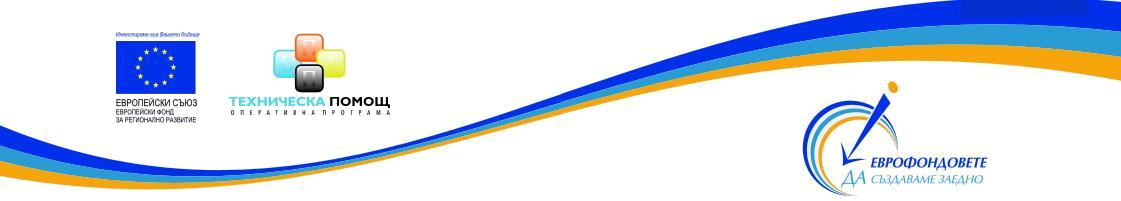 Инвестираме във Вашето бъдеще
ЕВРОПЕЙСКИ СЪЮЗ
ЕВРОПЕЙСКИ ФОНД
ЗА РЕГИОНАЛНО РАЗВИТИЕ
О П Т П
ТЕХНИЧЕСКА ПОМОЩ
ОПЕРАТИВНА ПРОГРАМА
ЕВРОФОНДОВЕТЕ
ДА СЪЗДАВАМЕ ЗАЕДНО